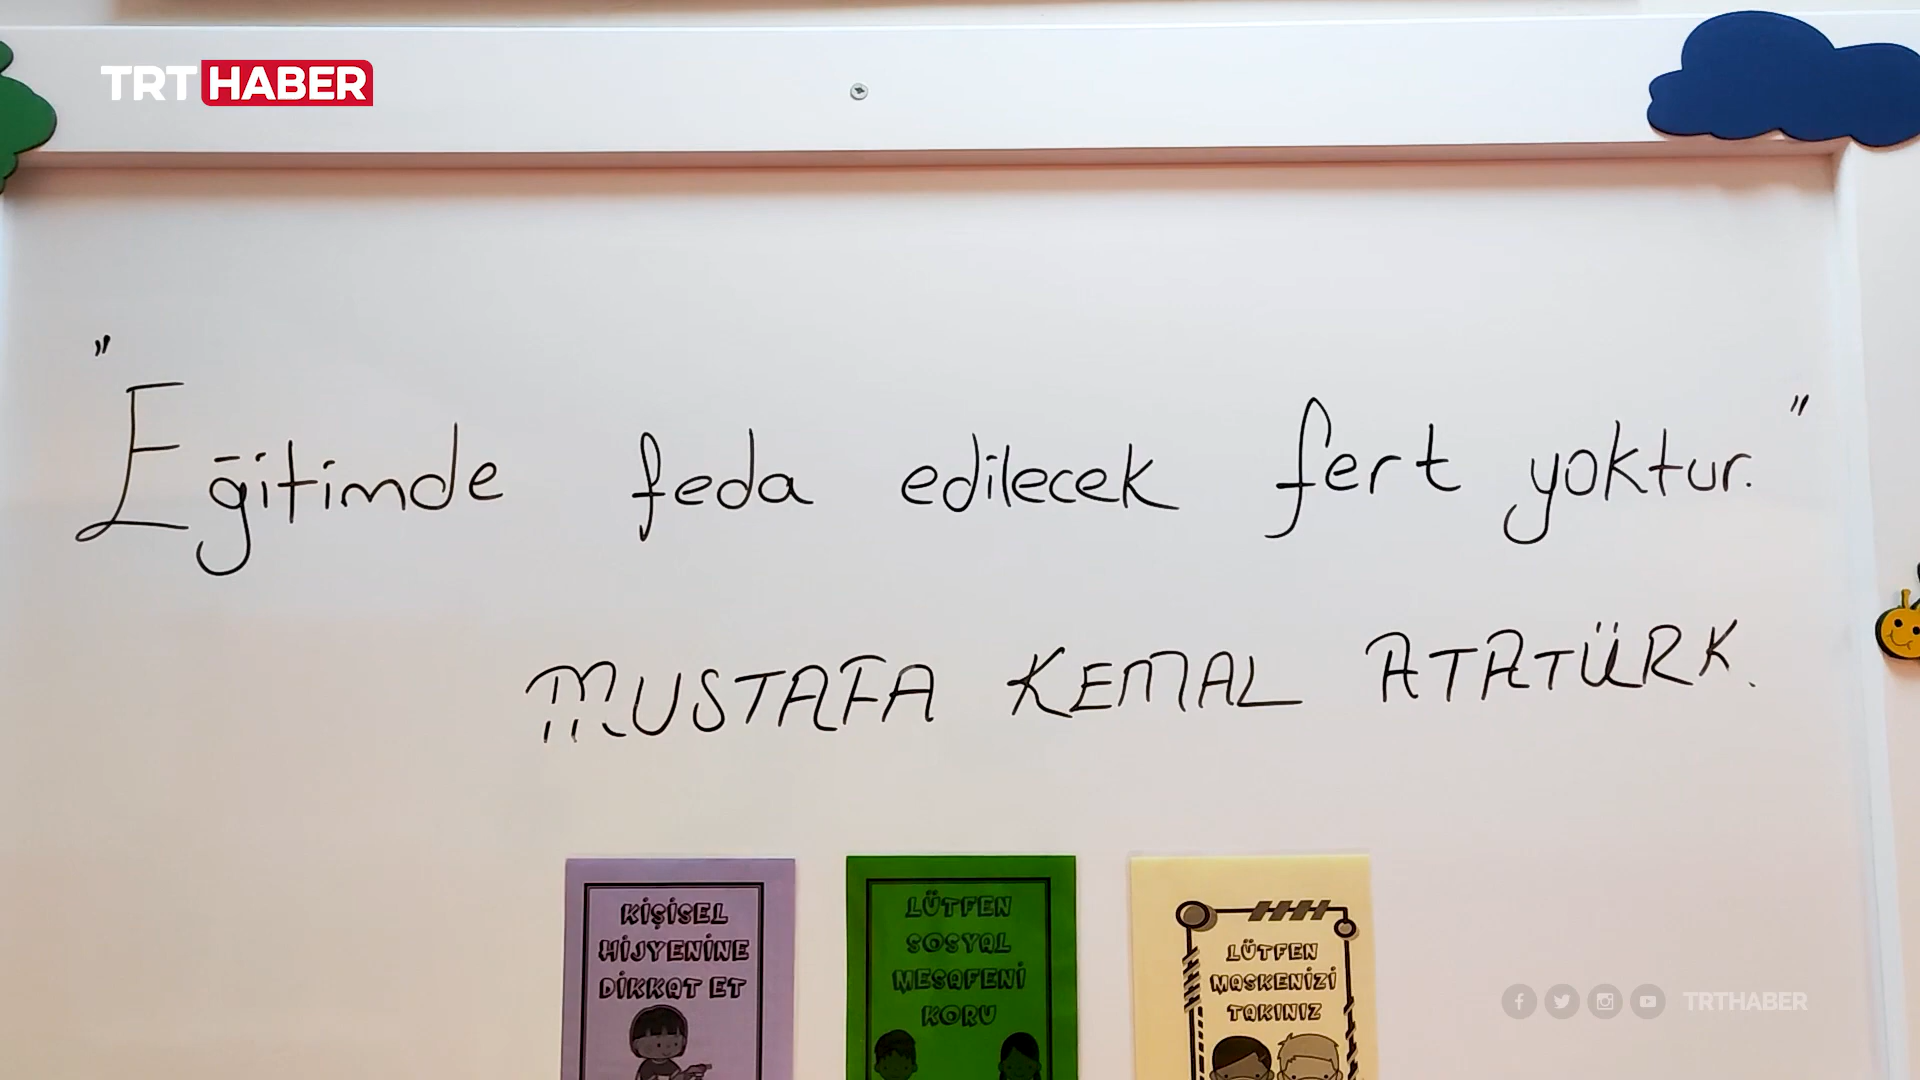 TRT HABER
"Eğitimde feda edilecek fert yoktur."
MUSTAFA KEMAL ATATÜRK.
KİŞİSEL
HİJYENİNE
DİKKAT ET
LÜTFEN
SOSYAL
MESAFENİ
KORU
LÜTFEN
MASKENİZİ
TAKINIZ
TRTHABER